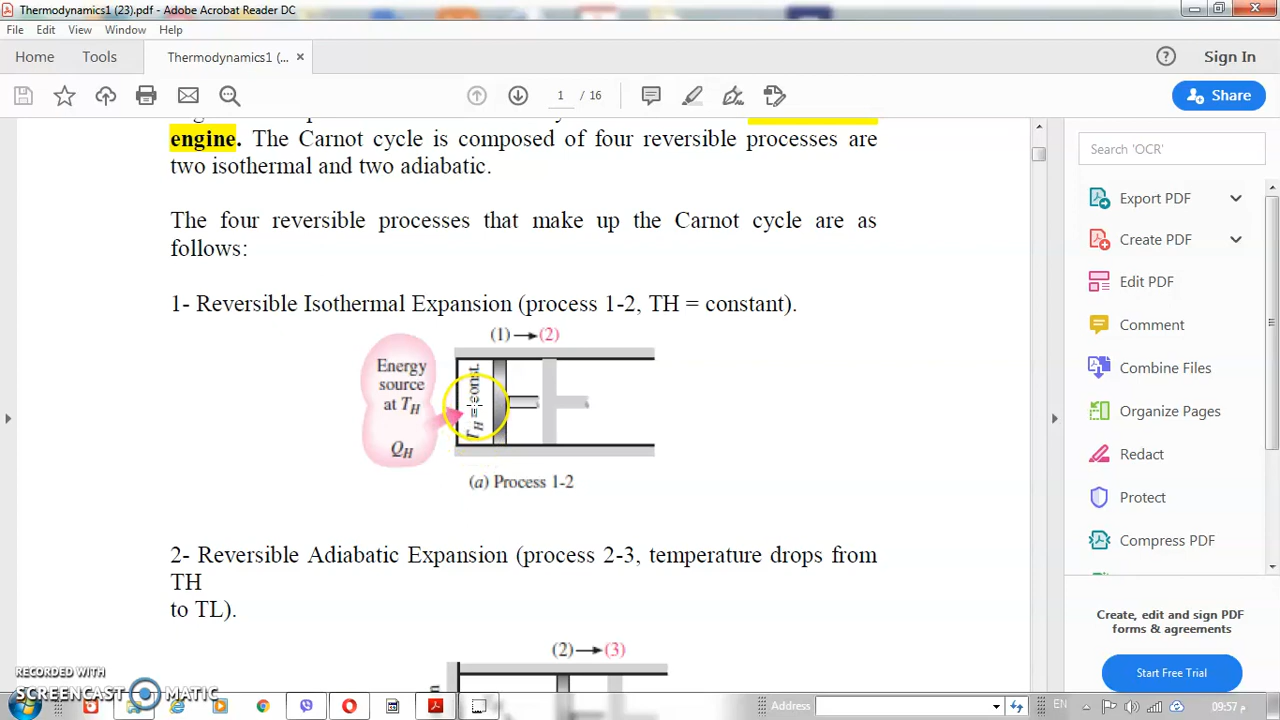 Thermodynamics1 (23).pdf - Adobe Acrobat Reader DC
File Edit View Window Help
Home Tools Thermodynamics1 (... × Sign In
1 / 16 Share
engine. The Carnot cycle is composed of four reversible processes are
two isothermal and two adiabatic.
The four reversible processes that make up the Carnot cycle are as
follows:
1- Reversible Isothermal Expansion (process 1-2, TH = constant).
(1) → (2)
Energy
source
at TH
QH
TH = const.
(a) Process 1-2
2- Reversible Adiabatic Expansion (process 2-3, temperature drops from
TH
to TL).
(2) → (3)
Search 'OCR'
Export PDF
Create PDF
Edit PDF
Comment
Combine Files
Organize Pages
Redact
Protect
Compress PDF
Create, edit and sign PDF
forms & agreements
Start Free Trial
RECORDED WITH
SCREENCAST MATIC
Address EN 09:57 م